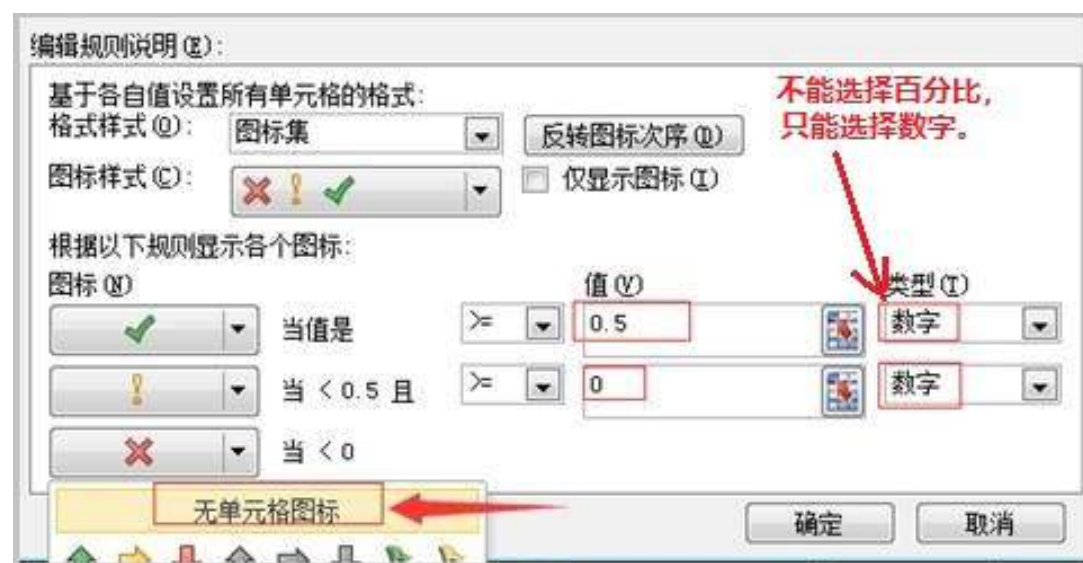 编辑规则说明(E):
基于各自值设置所有单元格的格式:
不能选择百分比,
格式样式(O): 图标集 反转图标次序(D)
只能选择数字。
图标样式(C): 仅显示图标(I)
根据以下规则显示各个图标:
图标(N) 值(V) 类型(T)
当值是 >= 0.5 数字
当 < 0.5 且 >= 0 数字
当 < 0
无单元格图标
确定 取消